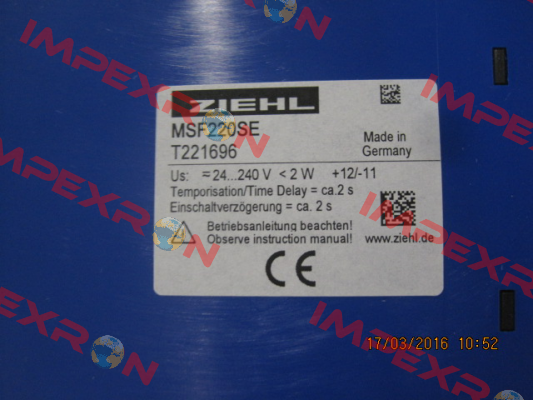 ZIEHL
MSF220SE
T221696
Made in
Germany
Us: ≂ 24...240 V < 2 W +12/-11
Temporisation/Time Delay = ca.2 s
Einschaltverzögerung = ca. 2 s
Betriebsanleitung beachten!
Observe instruction manual!
www.ziehl.de
CE
17/03/2016 10:52
IMPEXRON
IMPEXRON
IMPEXRON
IMPEXRON
IMPEXRON